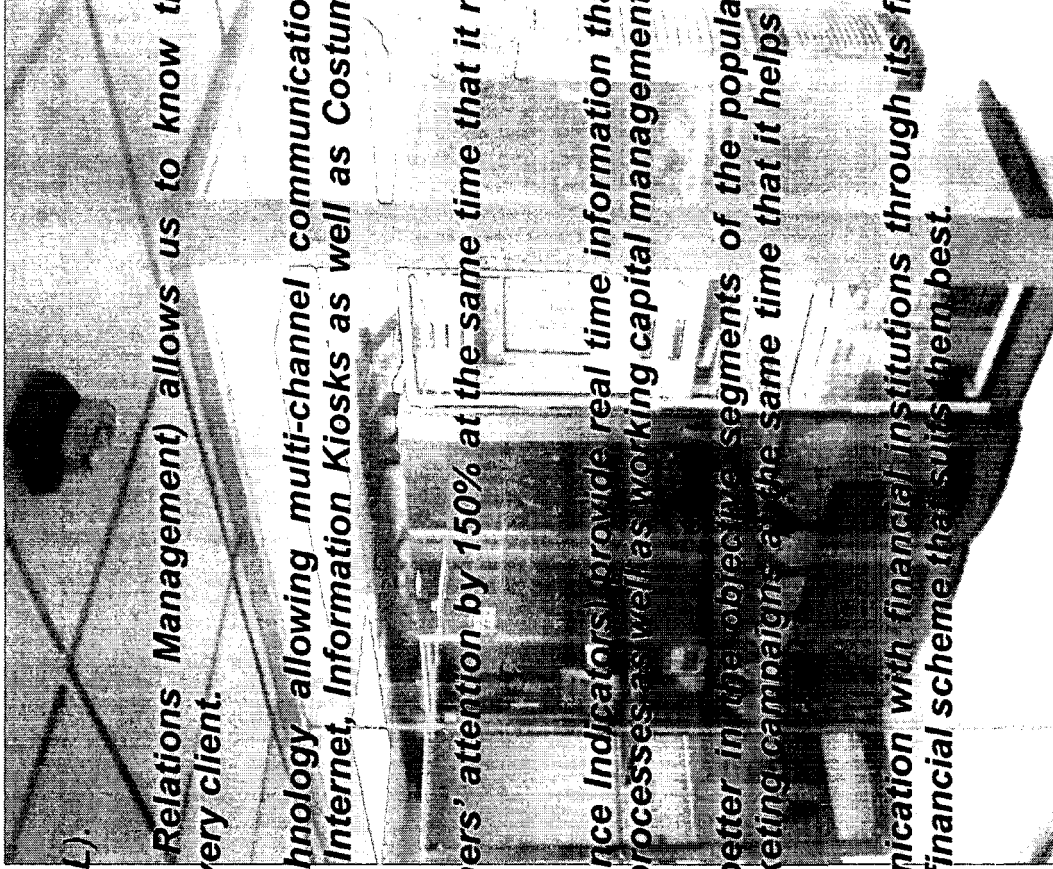 L).
Relations Management) allows us to know t
very client.
hnology allowing multi-channel communicatio
Internet, Information Kiosks as well as Costum
ers' attention by 150% at the same time that it r
nce Indicators provide real time information the
processes as well as working capital management
better in the objective segments of the popula
keting campaigns at the same time that it helps
nication with financial institutions through its f
financial scheme that suits them best.